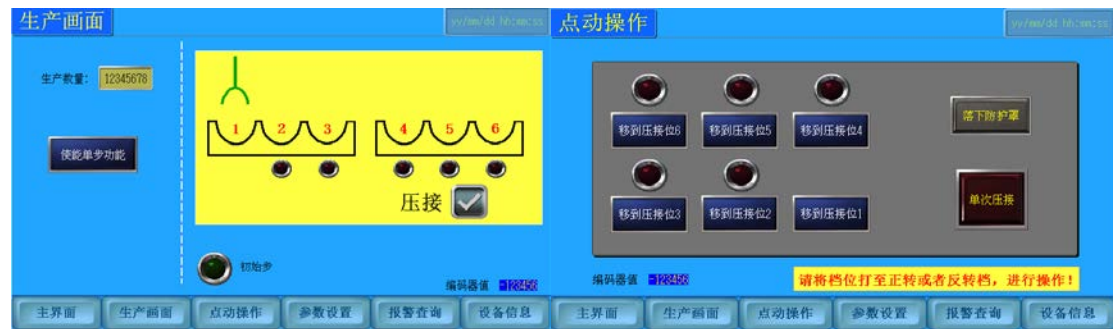 生产画面
yy/mm/dd hh:mm:ss
生产数量： 12345678
使能单步功能
1 2 3 4 5 6
压接
初始步
编码器值 -123456
主界面 生产画面 点动操作 参数设置 报警查询 设备信息
点动操作
yy/mm/dd hh:mm:ss
移到压接位6 移到压接位5 移到压接位4
落下防护罩
移到压接位3 移到压接位2 移到压接位1
单次压接
编码器值 -123456
请将档位打至正转或者反转档，进行操作！
主界面 生产画面 点动操作 参数设置 报警查询 设备信息